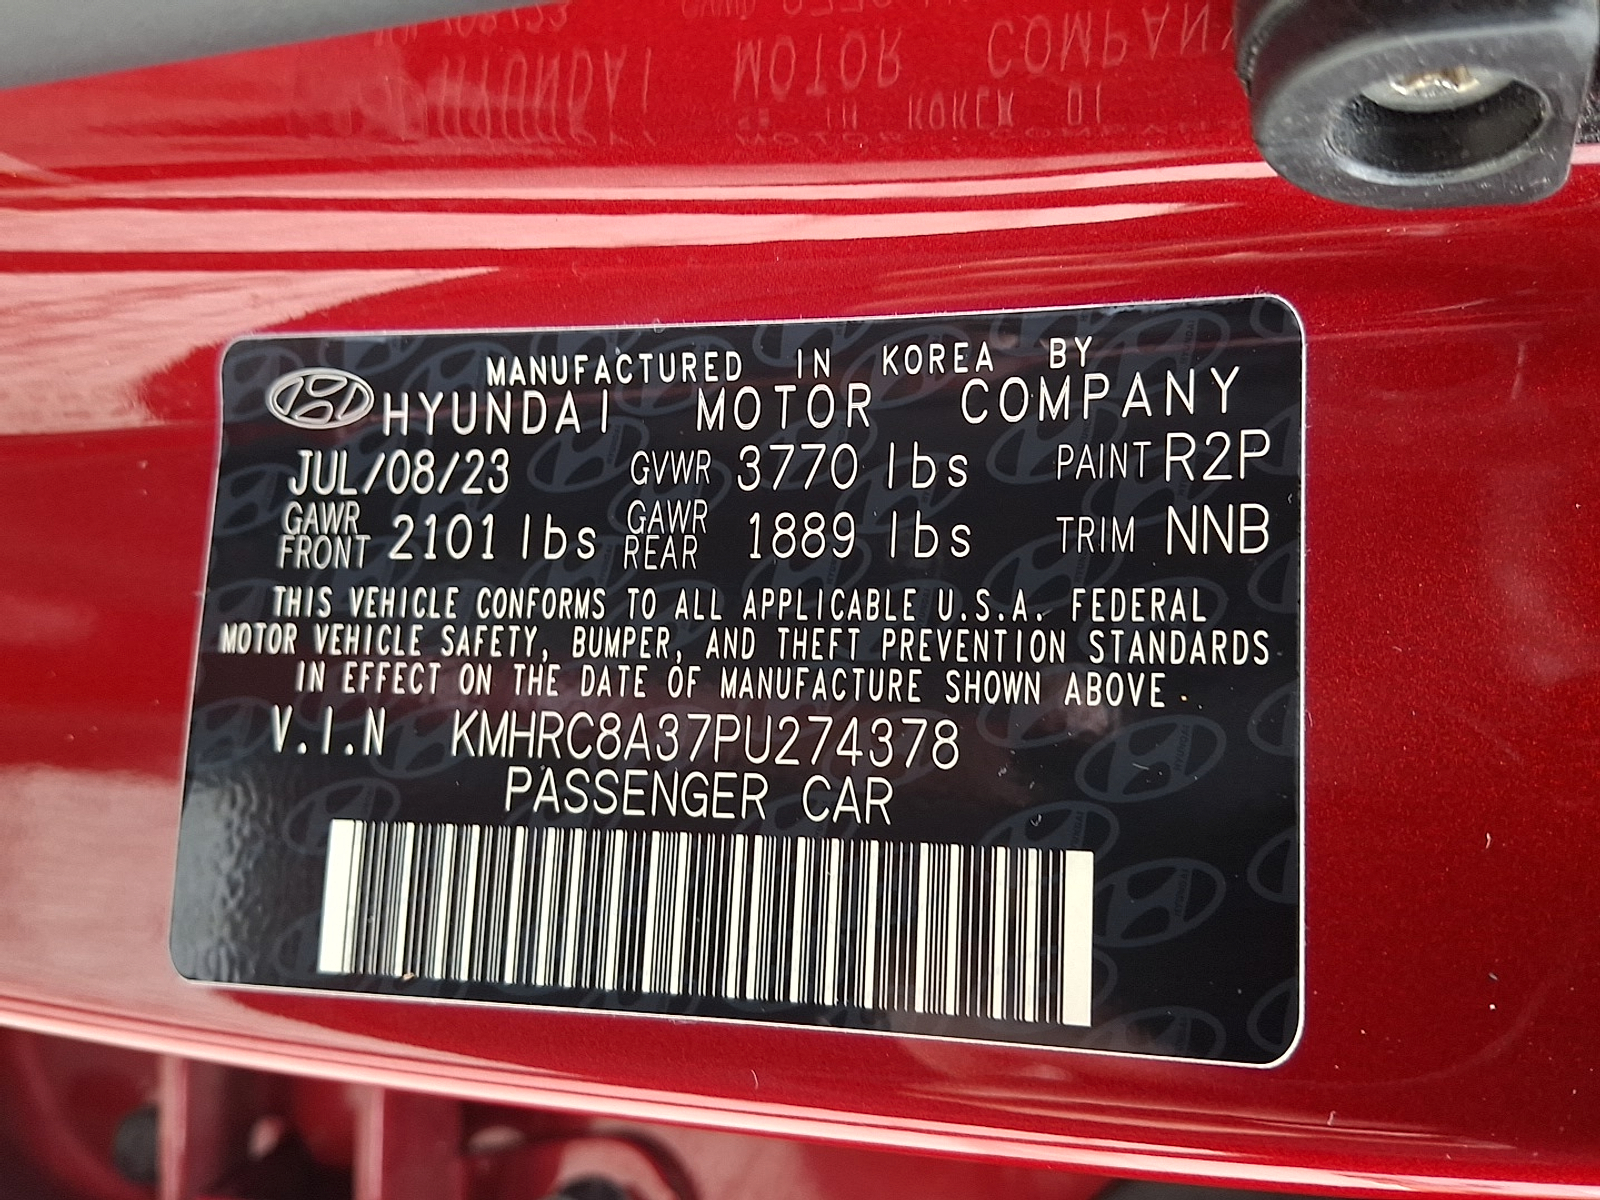 MANUFACTURED IN KOREA BY
HYUNDAI MOTOR COMPANY
JUL/08/23 GVWR 3770 lbs PAINT R2P
GAWR FRONT 2101 lbs GAWR REAR 1889 lbs TRIM NNB
THIS VEHICLE CONFORMS TO ALL APPLICABLE U.S.A. FEDERAL
MOTOR VEHICLE SAFETY, BUMPER, AND THEFT PREVENTION STANDARDS
IN EFFECT ON THE DATE OF MANUFACTURE SHOWN ABOVE.
V.I.N KMHRC8A37PU274378
PASSENGER CAR